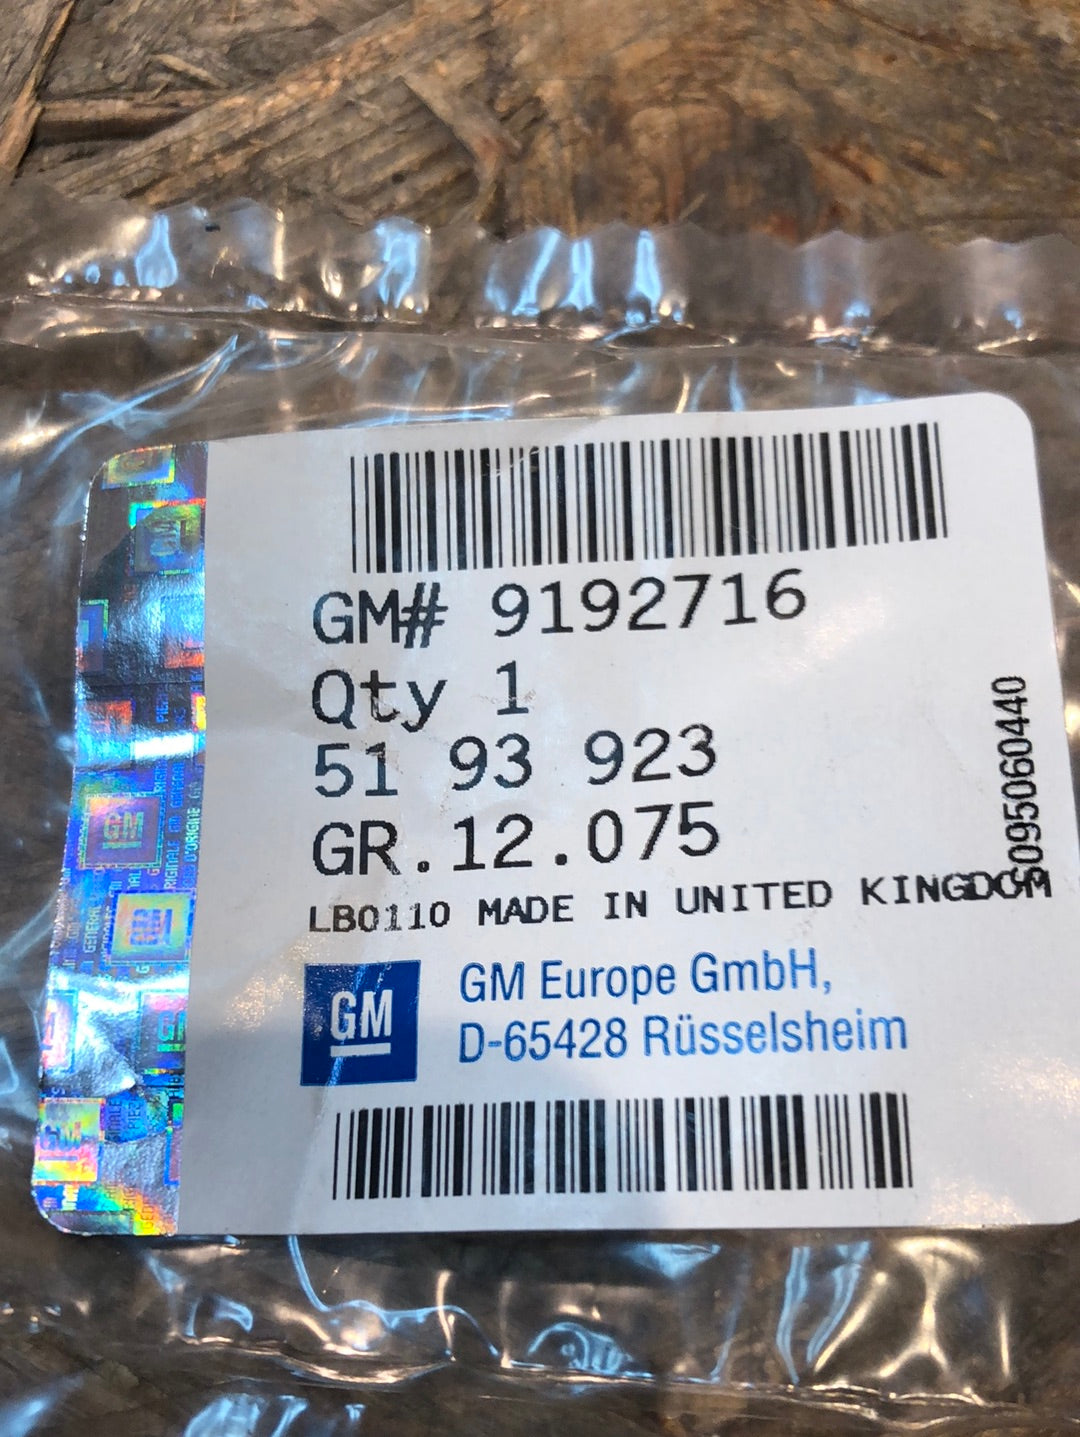 GM# 9192716
Qty 1
51 93 923
GR.12.075
LB0110 MADE IN UNITED KINGDOM
S095060440
GM
GM Europe GmbH,
D-65428 Rüsselsheim
GM